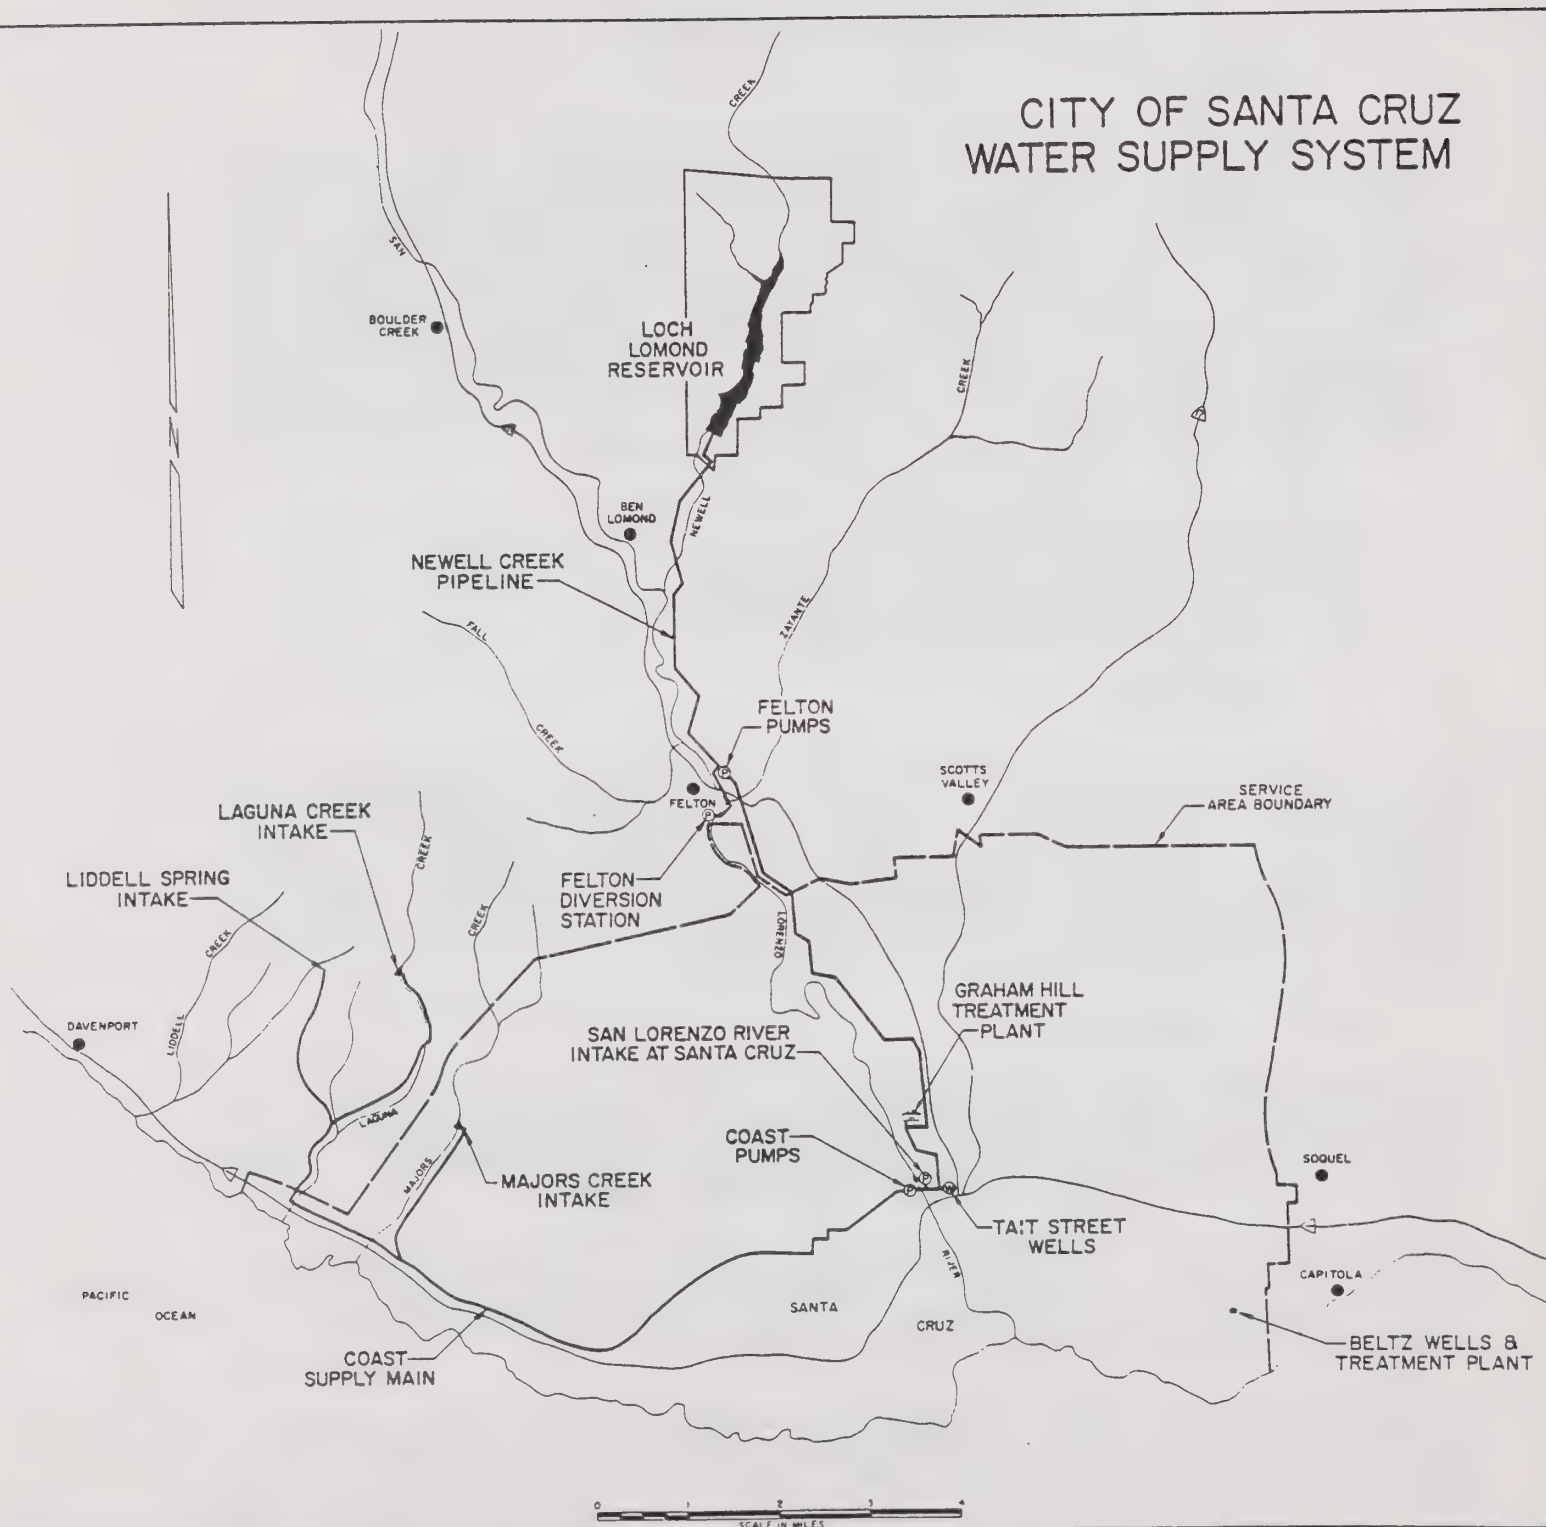 CITY OF SANTA CRUZ
WATER SUPPLY SYSTEM
CREEK
SAN
BOULDER
CREEK
LOCH
LOMOND
RESERVOIR
CREEK
N
BEN
LOMOND
NEWELL
NEWELL CREEK
PIPELINE
FALL
CREEK
ZAYANTE
FELTON
PUMPS
P
FELTON
P
SCOTTS
VALLEY
SERVICE
AREA BOUNDARY
LAGUNA CREEK
INTAKE
CREEK
LIDDELL SPRING
INTAKE
FELTON
DIVERSION
STATION
CREEK
CREEK
LORENZO
LIDDELL
DAVENPORT
GRAHAM HILL
TREATMENT
PLANT
SAN LORENZO RIVER
INTAKE AT SANTA CRUZ
LAGUNA
MAJORS
COAST
PUMPS
P
P
W
MAJORS CREEK
INTAKE
SOQUEL
TAIT STREET
WELLS
RIVER
CAPITOLA
PACIFIC
OCEAN
SANTA
CRUZ
BELTZ WELLS &
TREATMENT PLANT
COAST
SUPPLY MAIN
0 1 2 3 4
SCALE IN MILES